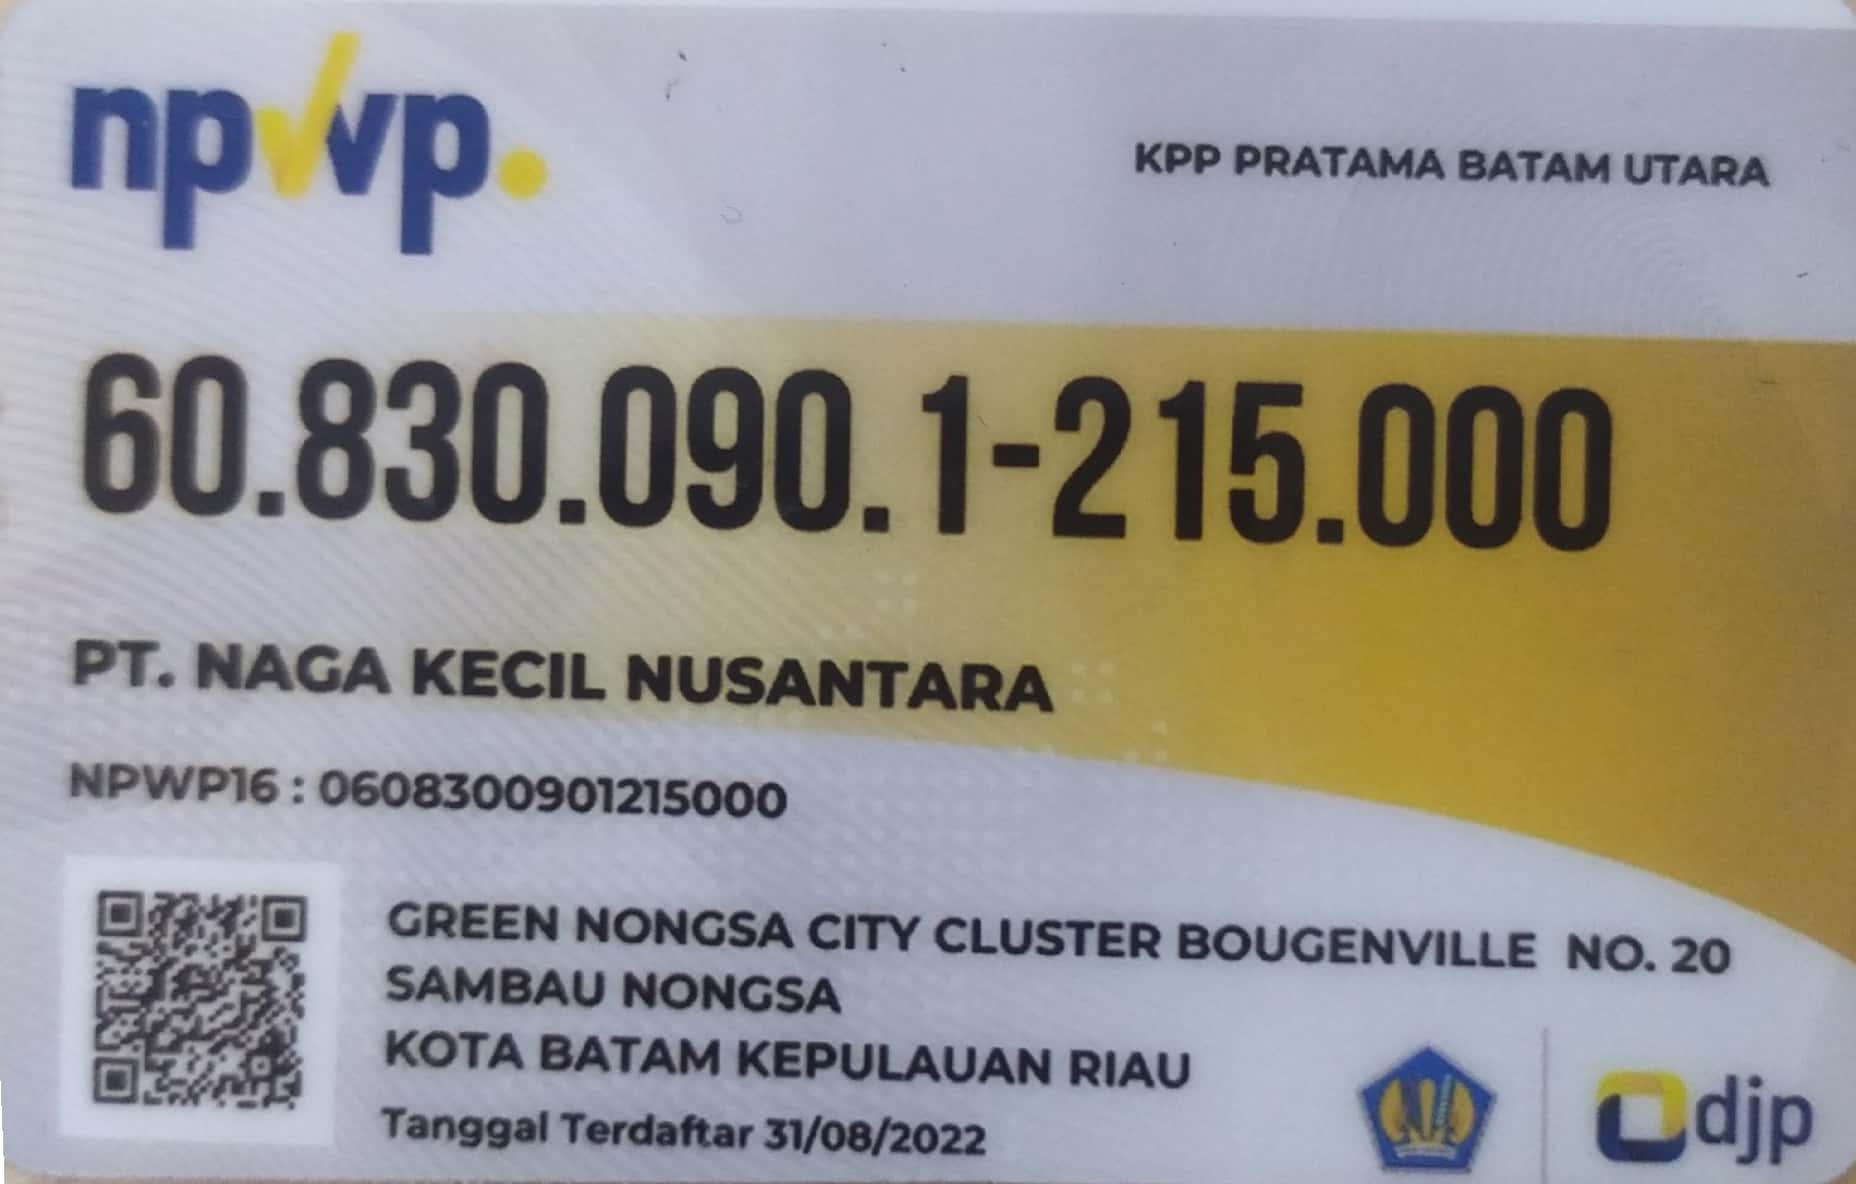 npwp.
KPP PRATAMA BATAM UTARA
60.830.090.1-215.000
PT. NAGA KECIL NUSANTARA
NPWP16 : 0608300901215000
GREEN NONGSA CITY CLUSTER BOUGENVILLE NO. 20
SAMBAU NONGSA
KOTA BATAM KEPULAUAN RIAU
Tanggal Terdaftar 31/08/2022
djp